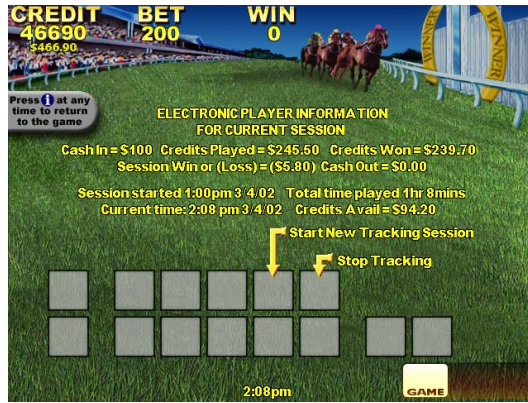 CREDIT BET WIN
46690 200 0
$466.90
WINNER WINNER
Press i at any
time to return
to the game
ELECTRONIC PLAYER INFORMATION
FOR CURRENT SESSION
Cash In = $100 Credits Played = $245.50 Credits Won = $239.70
Session Win or (Loss) = ($5.80) Cash Out = $0.00
Session started 1:00pm 3/4/02 Total time played 1hr 8mins
Current time: 2:08 pm 3/4/02 Credits Avail = $94.20
Start New Tracking Session
Stop Tracking
2:08pm
GAME